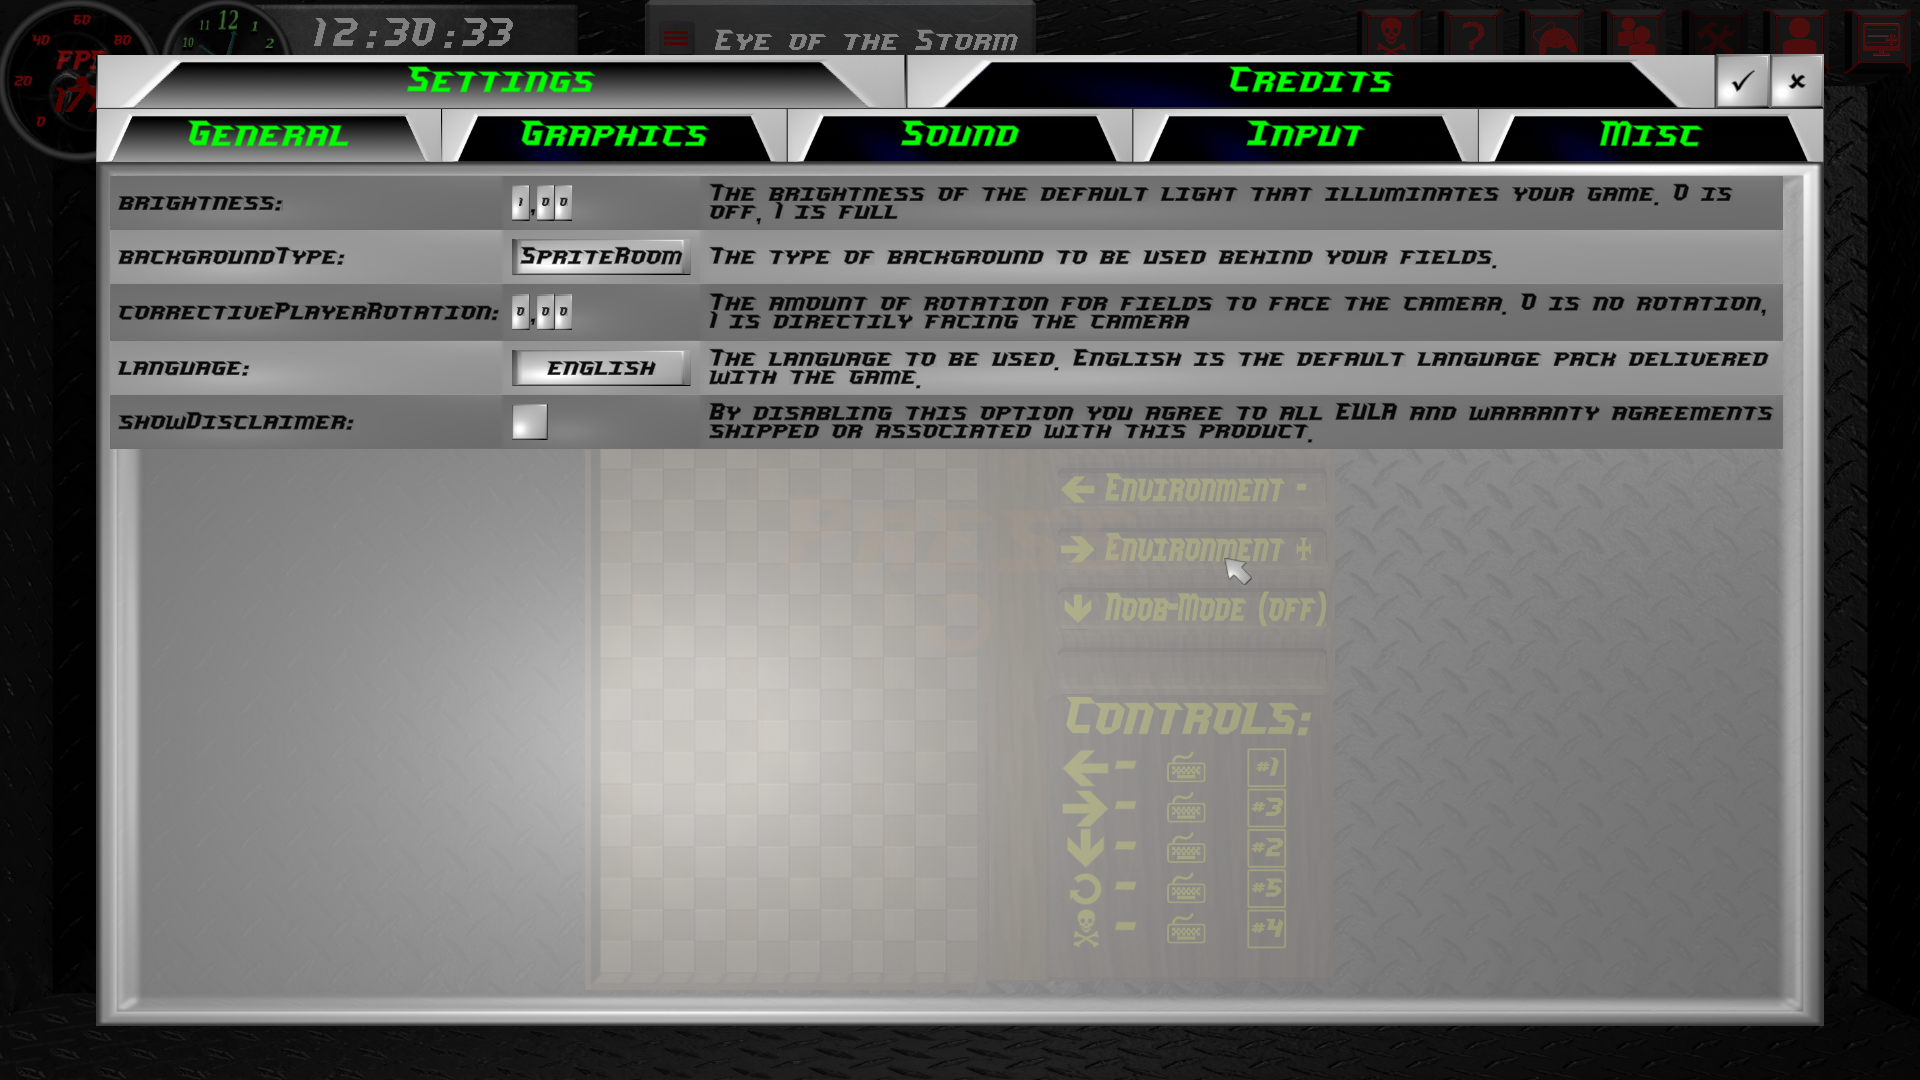 60
40
80
20
0
FPS
11
12
1
10
2
12:30:33
Eye of the Storm
?
Settings
Credits
General
Graphics
Sound
Input
Misc
brightness:
1,00
The brightness of the default light that illuminates your game. 0 is
off, 1 is full
backgroundType:
SpriteRoom
The type of background to be used behind your fields.
correctivePlayerRotation:
0,00
The amount of rotation for fields to face the camera. 0 is no rotation,
1 is directily facing the camera
language:
english
The language to be used. English is the default language pack delivered
with the game.
showDisclaimer:
By disabling this option you agree to all EULA and warranty agreements
shipped or associated with this product.
Environment -
Press
Environment +
Noob-Mode (off)
Controls:
- #1
- #3
- #2
- #5
- #4